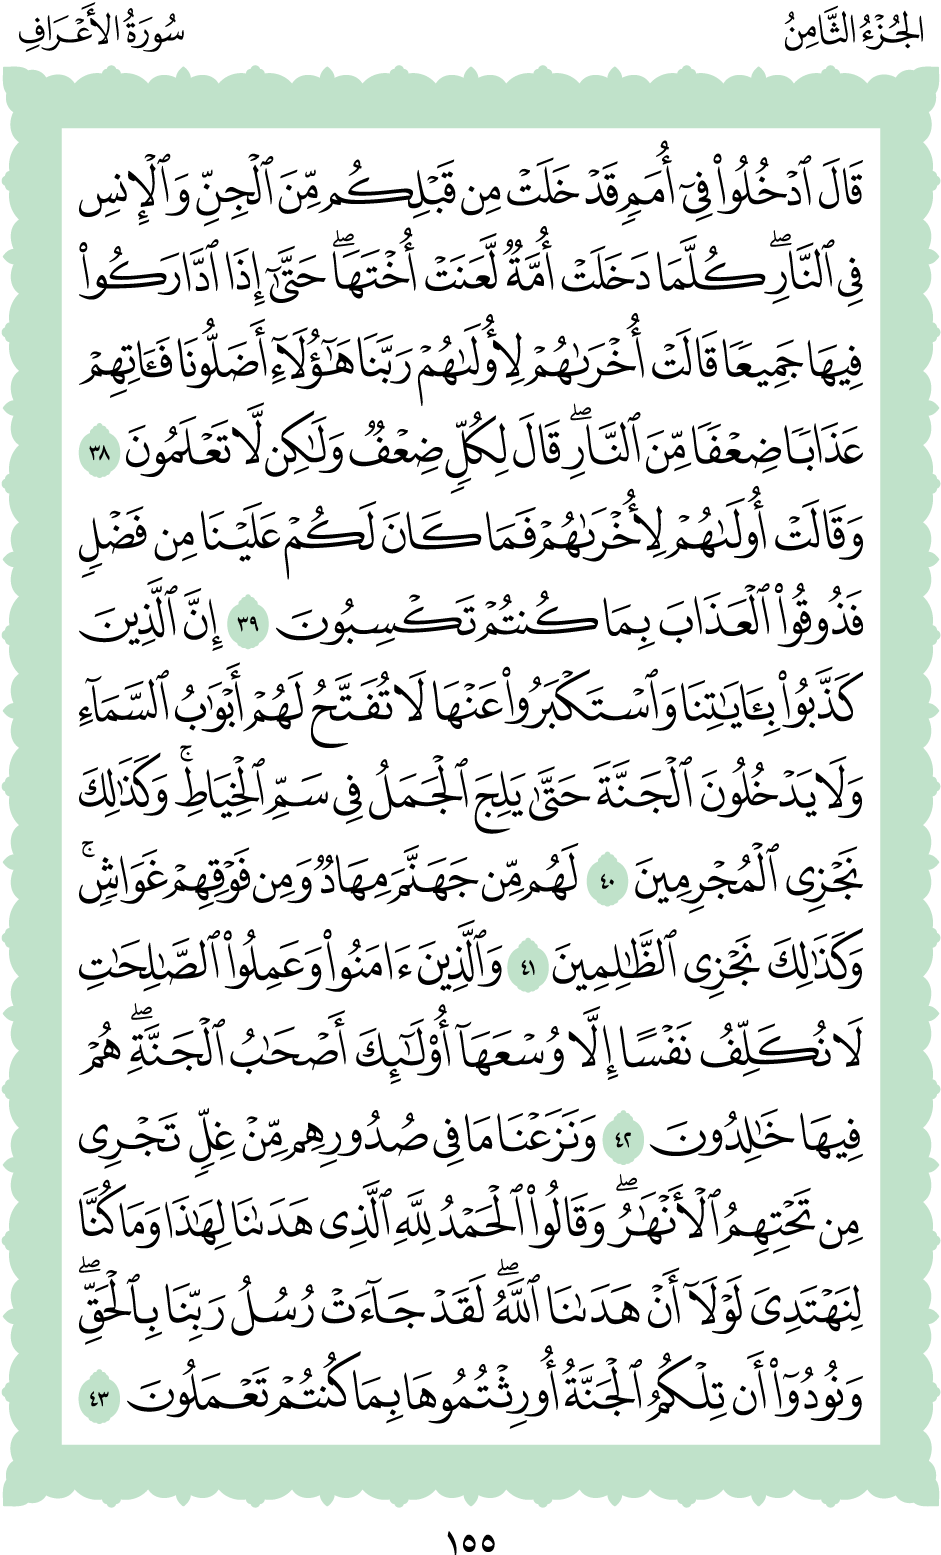 الجُزْءُ الثَّامِنُ
سُورَةُ الأَعْرَافِ
قَالَ ٱدۡخُلُواْ فِيٓ أُمَمٖ قَدۡ خَلَتۡ مِن قَبۡلِكُم مِّنَ ٱلۡجِنِّ وَٱلۡإِنسِ
فِي ٱلنَّارِۖ كُلَّمَا دَخَلَتۡ أُمَّةٞ لَّعَنَتۡ أُخۡتَهَاۖ حَتَّىٰٓ إِذَا ٱدَّارَكُواْ
فِيهَا جَمِيعٗا قَالَتۡ أُخۡرَىٰهُمۡ لِأُولَىٰهُمۡ رَبَّنَا هَٰٓؤُلَآءِ أَضَلُّونَا فَـَٔاتِهِمۡ
عَذَابٗا ضِعۡفٗا مِّنَ ٱلنَّارِۖ قَالَ لِكُلّٖ ضِعۡفٞ وَلَٰكِن لَّا تَعۡلَمُونَ ٣٨
وَقَالَتۡ أُولَىٰهُمۡ لِأُخۡرَىٰهُمۡ فَمَا كَانَ لَكُمۡ عَلَيۡنَا مِن فَضۡلٖ
فَذُوقُواْ ٱلۡعَذَابَ بِمَا كُنتُمۡ تَكۡسِبُونَ ٣٩ إِنَّ ٱلَّذِينَ
كَذَّبُواْ بِـَٔايَٰتِنَا وَٱسۡتَكۡبَرُواْ عَنۡهَا لَا تُفَتَّحُ لَهُمۡ أَبۡوَٰبُ ٱلسَّمَآءِ
وَلَا يَدۡخُلُونَ ٱلۡجَنَّةَ حَتَّىٰ يَلِجَ ٱلۡجَمَلُ فِي سَمِّ ٱلۡخِيَاطِۚ وَكَذَٰلِكَ
نَجۡزِي ٱلۡمُجۡرِمِينَ ٤٠ لَهُم مِّن جَهَنَّمَ مِهَادٞ وَمِن فَوۡقِهِمۡ غَوَاشٖۚ
وَكَذَٰلِكَ نَجۡزِي ٱلظَّٰلِمِينَ ٤١ وَٱلَّذِينَ ءَامَنُواْ وَعَمِلُواْ ٱلصَّٰلِحَٰتِ
لَا نُكَلِّفُ نَفۡسًا إِلَّا وُسۡعَهَآ أُوْلَٰٓئِكَ أَصۡحَٰبُ ٱلۡجَنَّةِۖ هُمۡ
فِيهَا خَٰلِدُونَ ٤٢ وَنَزَعۡنَا مَا فِي صُدُورِهِم مِّنۡ غِلّٖ تَجۡرِي
مِن تَحۡتِهِمُ ٱلۡأَنۡهَٰرُۖ وَقَالُواْ ٱلۡحَمۡدُ لِلَّهِ ٱلَّذِي هَدَىٰنَا لِهَٰذَا وَمَا كُنَّا
لِنَهۡتَدِيَ لَوۡلَآ أَنۡ هَدَىٰنَا ٱللَّهُۖ لَقَدۡ جَآءَتۡ رُسُلُ رَبِّنَا بِٱلۡحَقِّۖ
وَنُودُوٓاْ أَن تِلۡكُمُ ٱلۡجَنَّةُ أُورِثۡتُمُوهَا بِمَا كُنتُمۡ تَعۡمَلُونَ ٤٣
١٥٥